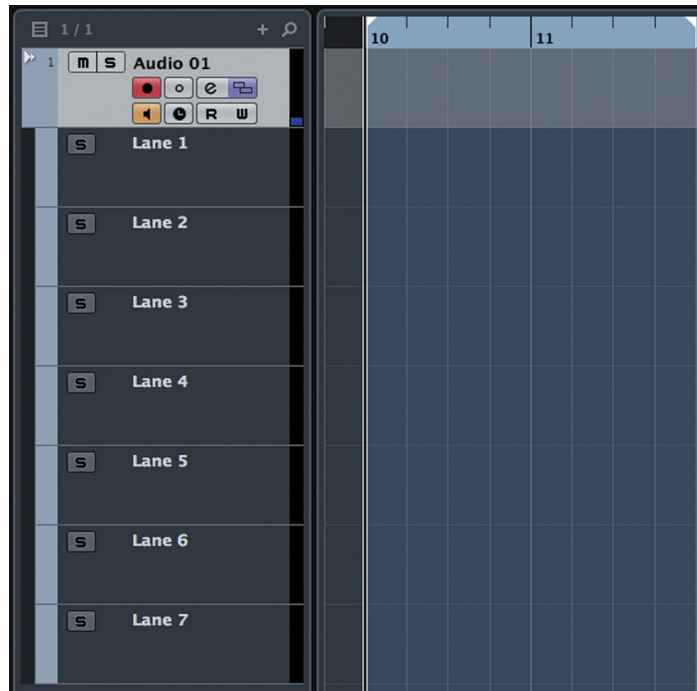 1 / 1 +
10 11
1 m S Audio 01
e
R W
S Lane 1
S Lane 2
S Lane 3
S Lane 4
S Lane 5
S Lane 6
S Lane 7